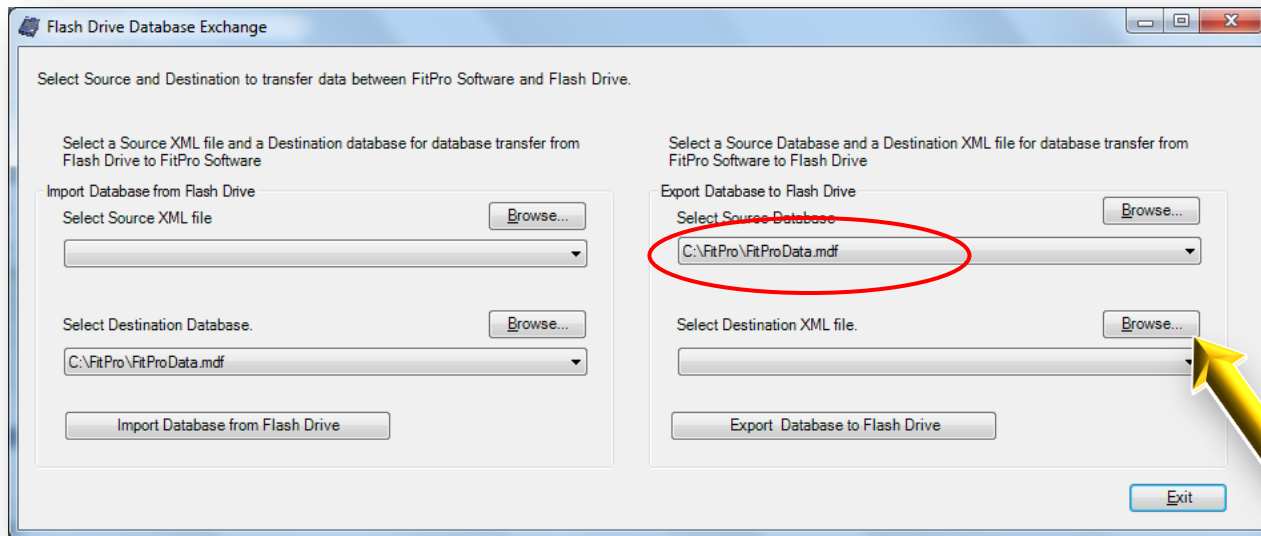 Flash Drive Database Exchange
Select Source and Destination to transfer data between FitPro Software and Flash Drive.
Select a Source XML file and a Destination database for database transfer from
Flash Drive to FitPro Software
Import Database from Flash Drive
Select Source XML file
Browse...
Select Destination Database.
Browse...
C:\FitPro\FitProData.mdf
Import Database from Flash Drive
Select a Source Database and a Destination XML file for database transfer from
FitPro Software to Flash Drive
Export Database to Flash Drive
Select Source Database
Browse...
C:\FitPro\FitProData.mdf
Select Destination XML file.
Browse...
Export  Database to Flash Drive
Exit